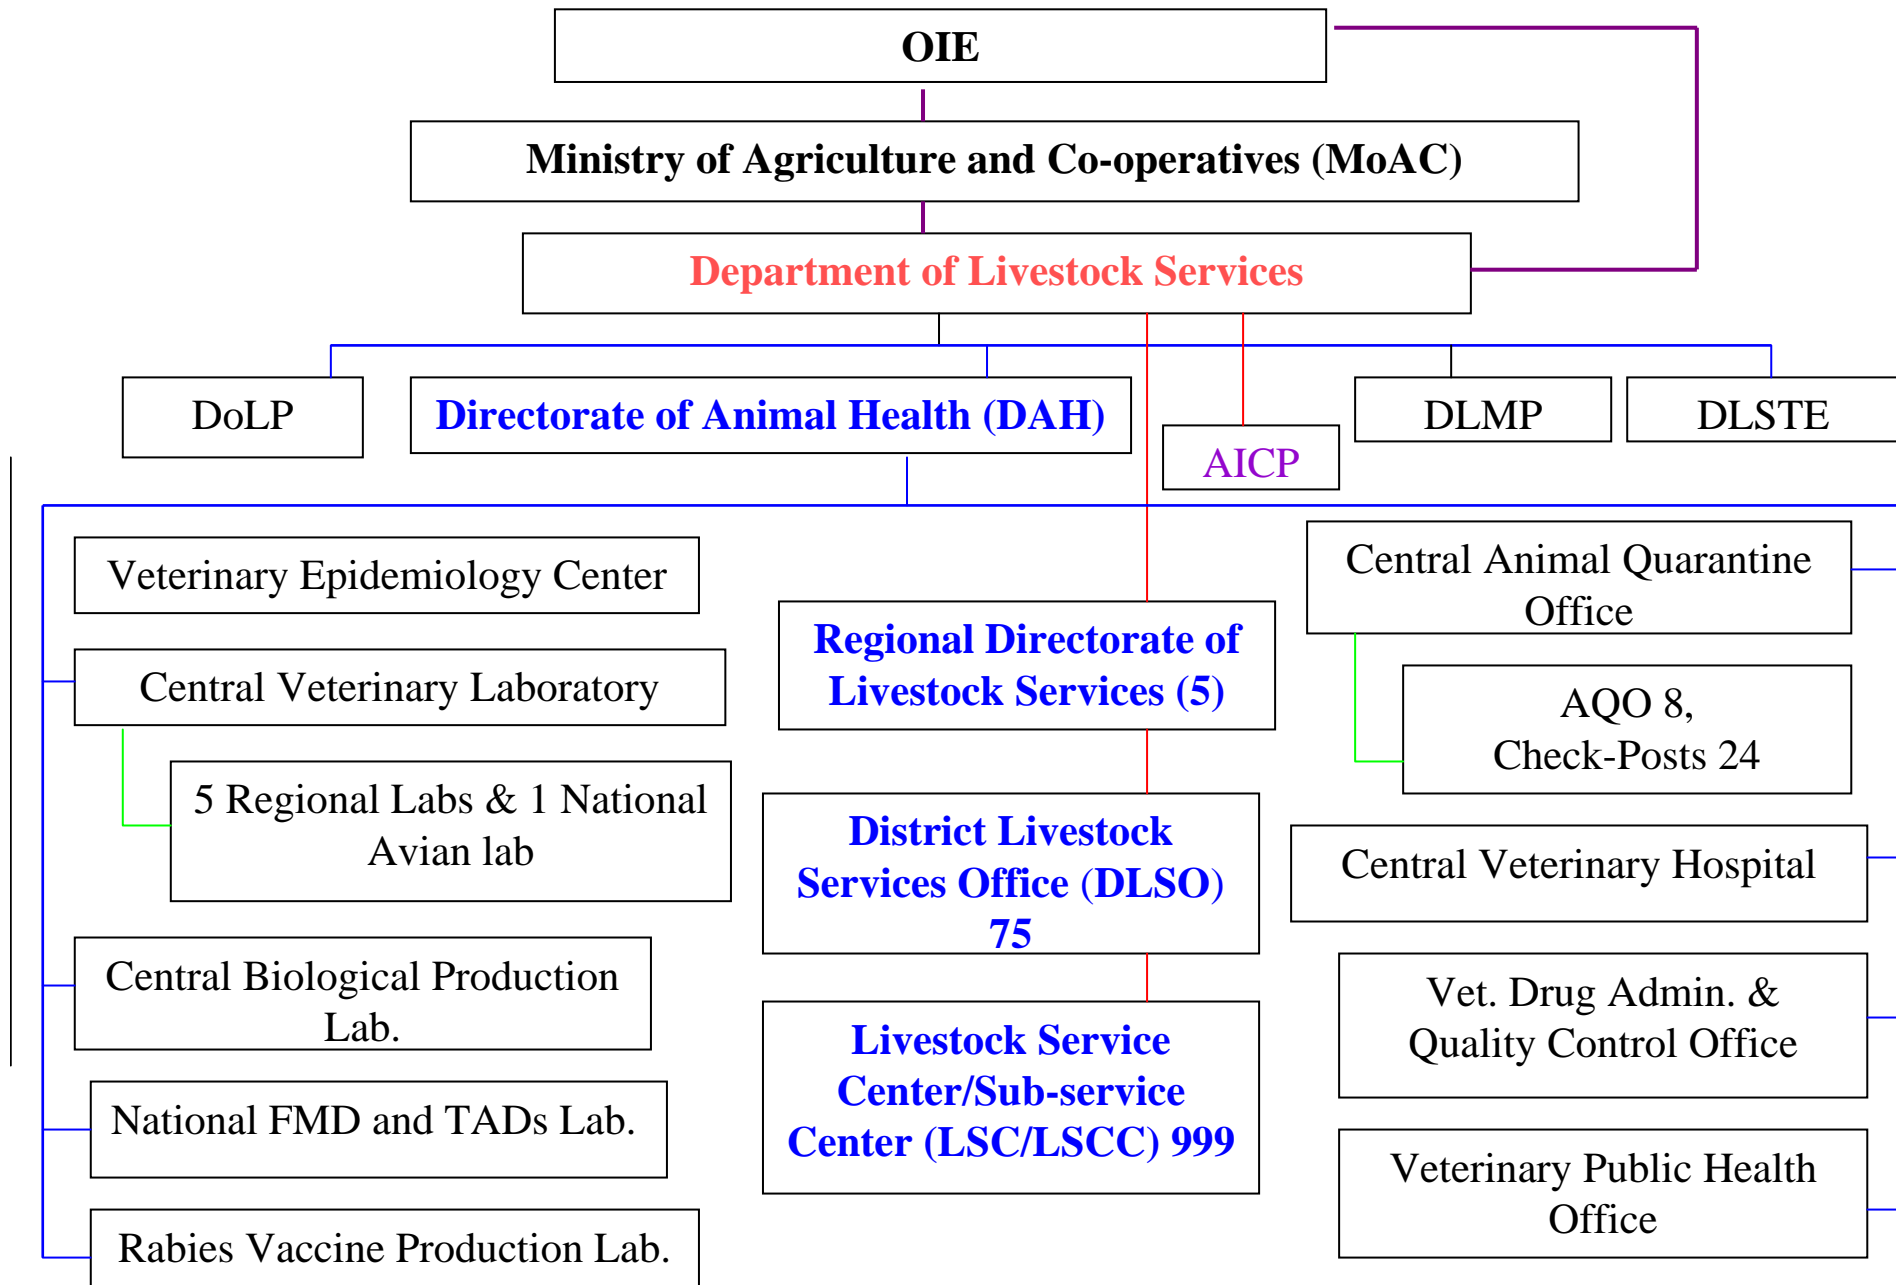 OIE
Ministry of Agriculture and Co-operatives (MoAC)
Department of Livestock Services
DoLP
Directorate of Animal Health (DAH)
AICP
DLMP
DLSTE
Veterinary Epidemiology Center
Central Veterinary Laboratory
5 Regional Labs & 1 National
Avian lab
Central Biological Production
Lab.
National FMD and TADs Lab.
Rabies Vaccine Production Lab.
Regional Directorate of
Livestock Services (5)
District Livestock
Services Office (DLSO)
75
Livestock Service
Center/Sub-service
Center (LSC/LSCC) 999
Central Animal Quarantine
Office
AQO 8,
Check-Posts 24
Central Veterinary Hospital
Vet. Drug Admin. &
Quality Control Office
Veterinary Public Health
Office